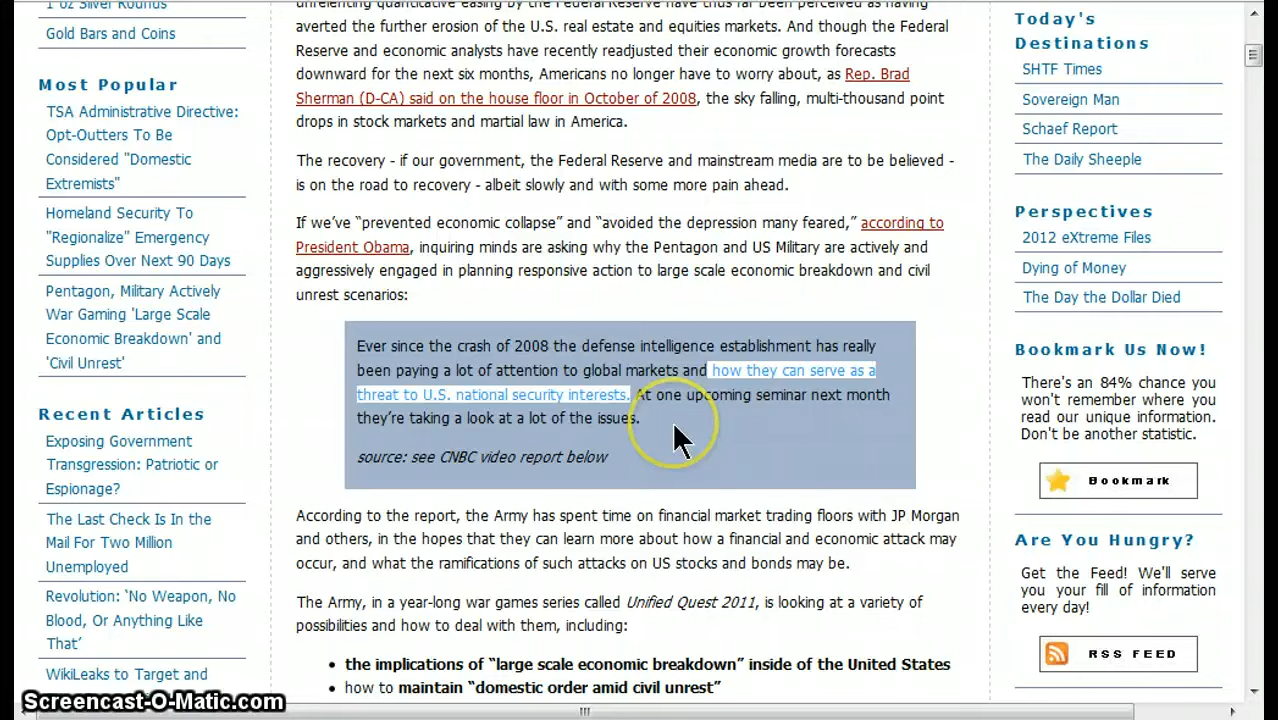 1 oz Silver Rounds
Gold Bars and Coins
Most Popular
TSA Administrative Directive:
Opt-Outters To Be
Considered "Domestic
Extremists"
Homeland Security To
"Regionalize" Emergency
Supplies Over Next 90 Days
Pentagon, Military Actively
War Gaming 'Large Scale
Economic Breakdown' and
'Civil Unrest'
Recent Articles
Exposing Government
Transgression: Patriotic or
Espionage?
The Last Check Is In the
Mail For Two Million
Unemployed
Revolution: ‘No Weapon, No
Blood, Or Anything Like
That’
WikiLeaks to Target and
unrelenting quantitative easing by the Federal Reserve have thus far been perceived as having
averted the further erosion of the U.S. real estate and equities markets. And though the Federal
Reserve and economic analysts have recently readjusted their economic growth forecasts
downward for the next six months, Americans no longer have to worry about, as Rep. Brad
Sherman (D-CA) said on the house floor in October of 2008, the sky falling, multi-thousand point
drops in stock markets and martial law in America.
The recovery - if our government, the Federal Reserve and mainstream media are to be believed -
is on the road to recovery - albeit slowly and with some more pain ahead.
If we’ve “prevented economic collapse” and “avoided the depression many feared,” according to
President Obama, inquiring minds are asking why the Pentagon and US Military are actively and
aggressively engaged in planning responsive action to large scale economic breakdown and civil
unrest scenarios:
Ever since the crash of 2008 the defense intelligence establishment has really
been paying a lot of attention to global markets and how they can serve as a
threat to U.S. national security interests. At one upcoming seminar next month
they’re taking a look at a lot of the issues.
source: see CNBC video report below
According to the report, the Army has spent time on financial market trading floors with JP Morgan
and others, in the hopes that they can learn more about how a financial and economic attack may
occur, and what the ramifications of such attacks on US stocks and bonds may be.
The Army, in a year-long war games series called Unified Quest 2011, is looking at a variety of
possibilities and how to deal with them, including:
• the implications of “large scale economic breakdown” inside of the United States
• how to maintain “domestic order amid civil unrest”
Today's
Destinations
SHTF Times
Sovereign Man
Schaef Report
The Daily Sheeple
Perspectives
2012 eXtreme Files
Dying of Money
The Day the Dollar Died
Bookmark Us Now!
There's an 84% chance you
won't remember where you
read our unique information.
Don't be another statistic.
Bookmark
Are You Hungry?
Get the Feed! We'll serve
you your fill of information
every day!
RSS FEED
Screencast-O-Matic.com